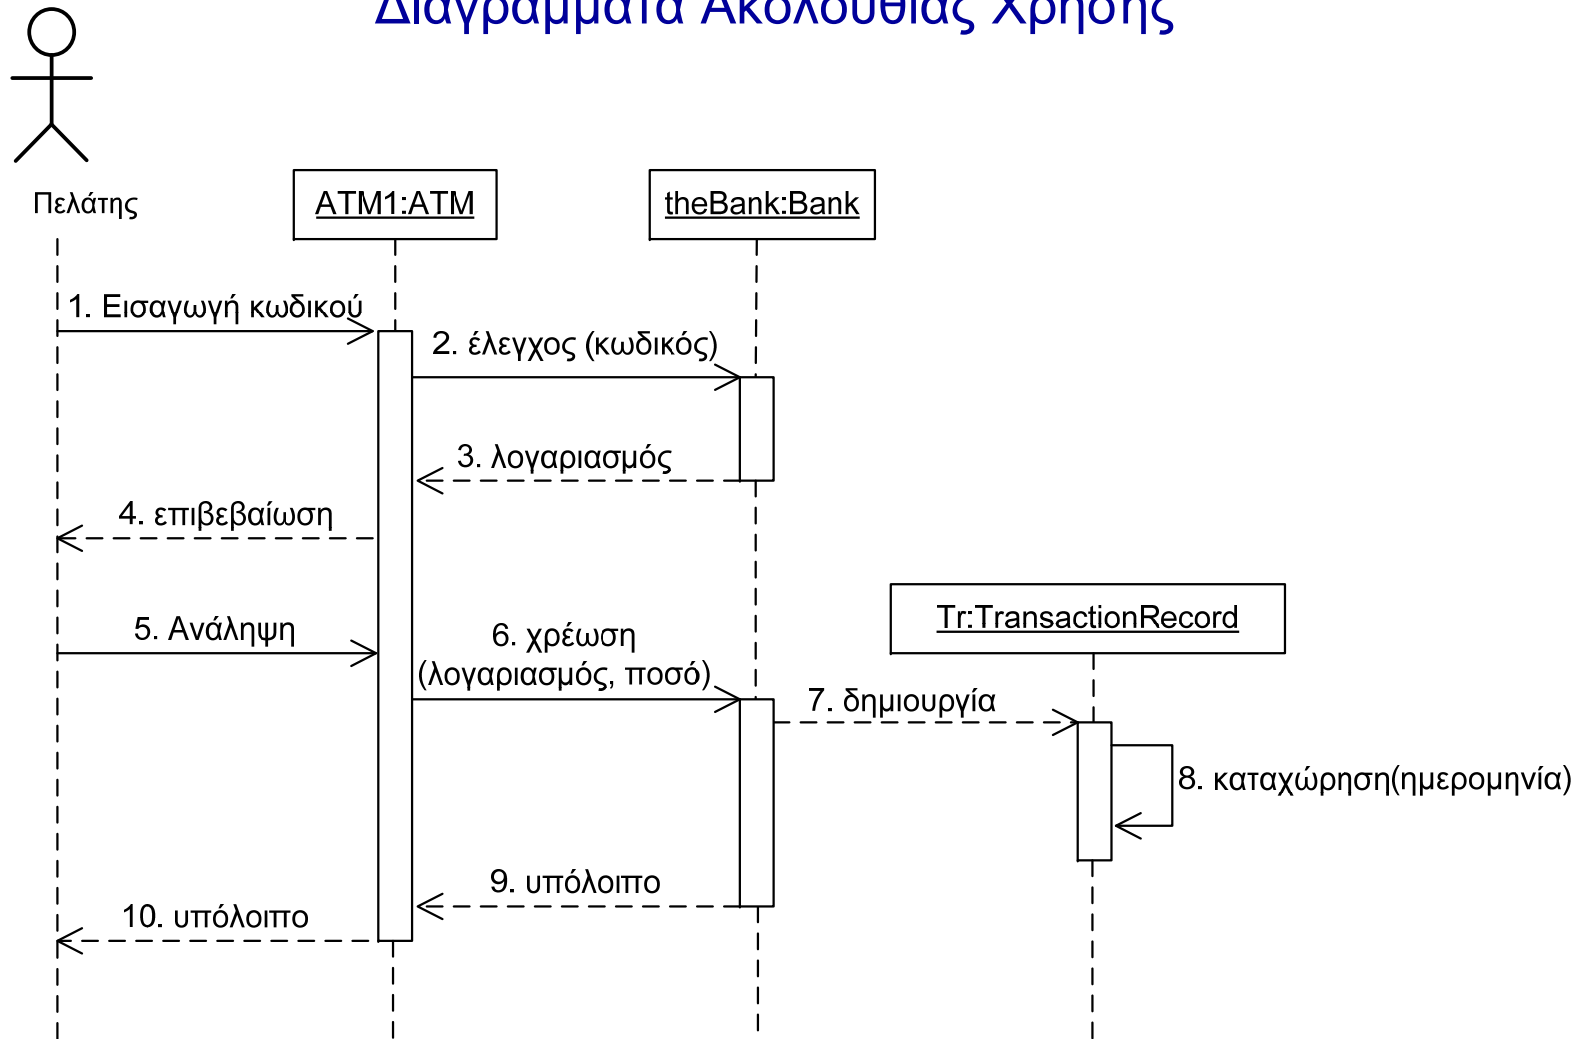 Διαγράμματα Ακολουθίας Χρήσης
Πελάτης
ATM1:ATM
theBank:Bank
1. Εισαγωγή κωδικού
2. έλεγχος (κωδικός)
3. λογαριασμός
4. επιβεβαίωση
Tr:TransactionRecord
5. Ανάληψη
6. χρέωση
(λογαριασμός, ποσό)
7. δημιουργία
8. καταχώρηση(ημερομηνία)
9. υπόλοιπο
10. υπόλοιπο